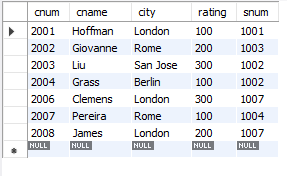 cnum cname city rating snum
2001 Hoffman London 100 1001
2002 Giovanne Rome 200 1003
2003 Liu San Jose 300 1002
2004 Grass Berlin 100 1002
2006 Clemens London 300 1007
2007 Pereira Rome 100 1004
2008 James London 200 1007
NULL NULL NULL NULL NULL